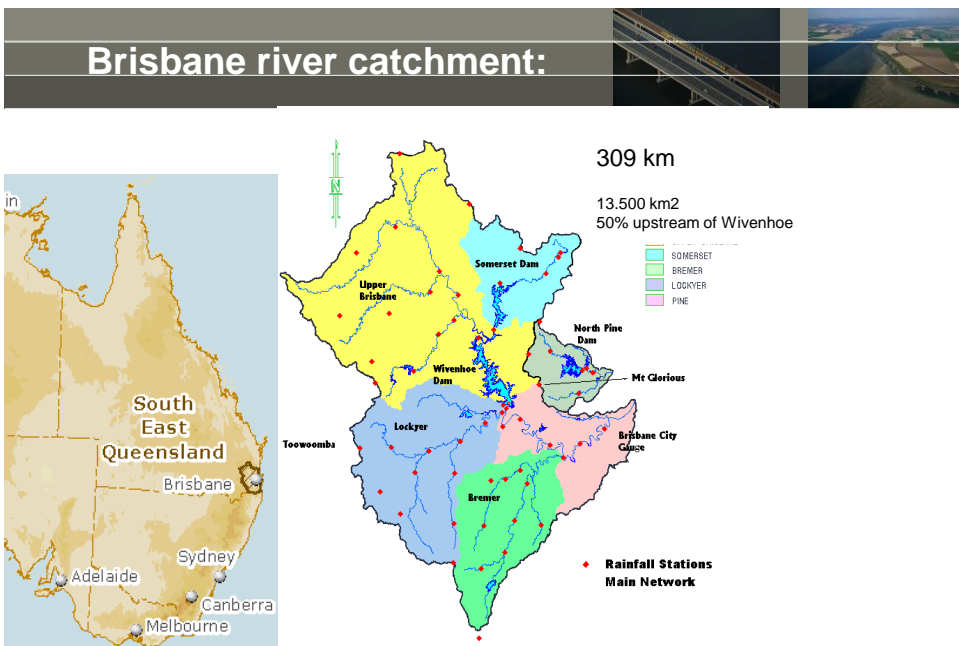 Brisbane river catchment:
309 km
13.500 km2
50% upstream of Wivenhoe
SOMERSET
BREMER
LOCKYER
PINE
N
Somerset Dam
Upper
Brisbane
North Pine
Dam
Wivenhoe
Dam
Mt Glorious
Lockyer
Toowoomba
Brisbane City
Gauge
Bremer
Rainfall Stations
Main Network
in
South
East
Queensland
Brisbane
Sydney
Adelaide
Canberra
Melbourne